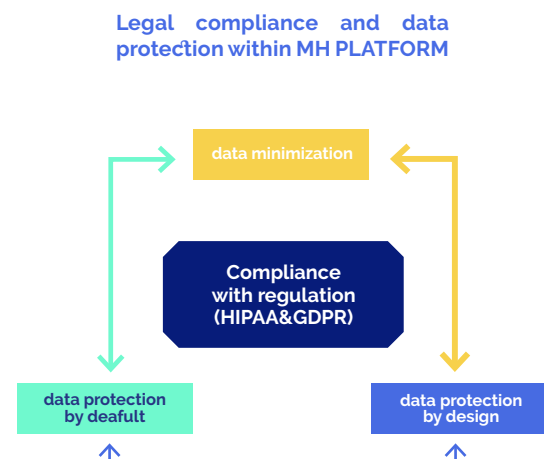 Legal compliance and data
protection within MH PLATFORM
data minimization
Compliance
with regulation
(HIPAA&GDPR)
data protection
by deafult
data protection
by design